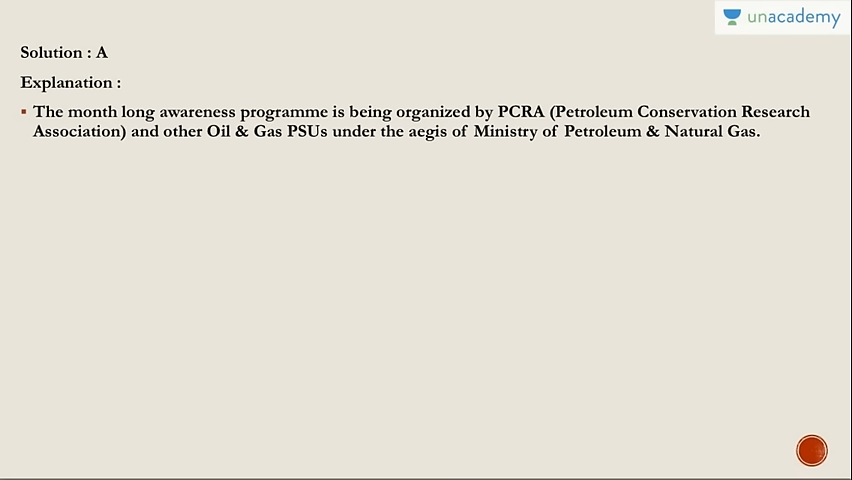 unacademy
Solution : A
Explanation :
The month long awareness programme is being organized by PCRA (Petroleum Conservation Research
Association) and other Oil & Gas PSUs under the aegis of Ministry of Petroleum & Natural Gas.